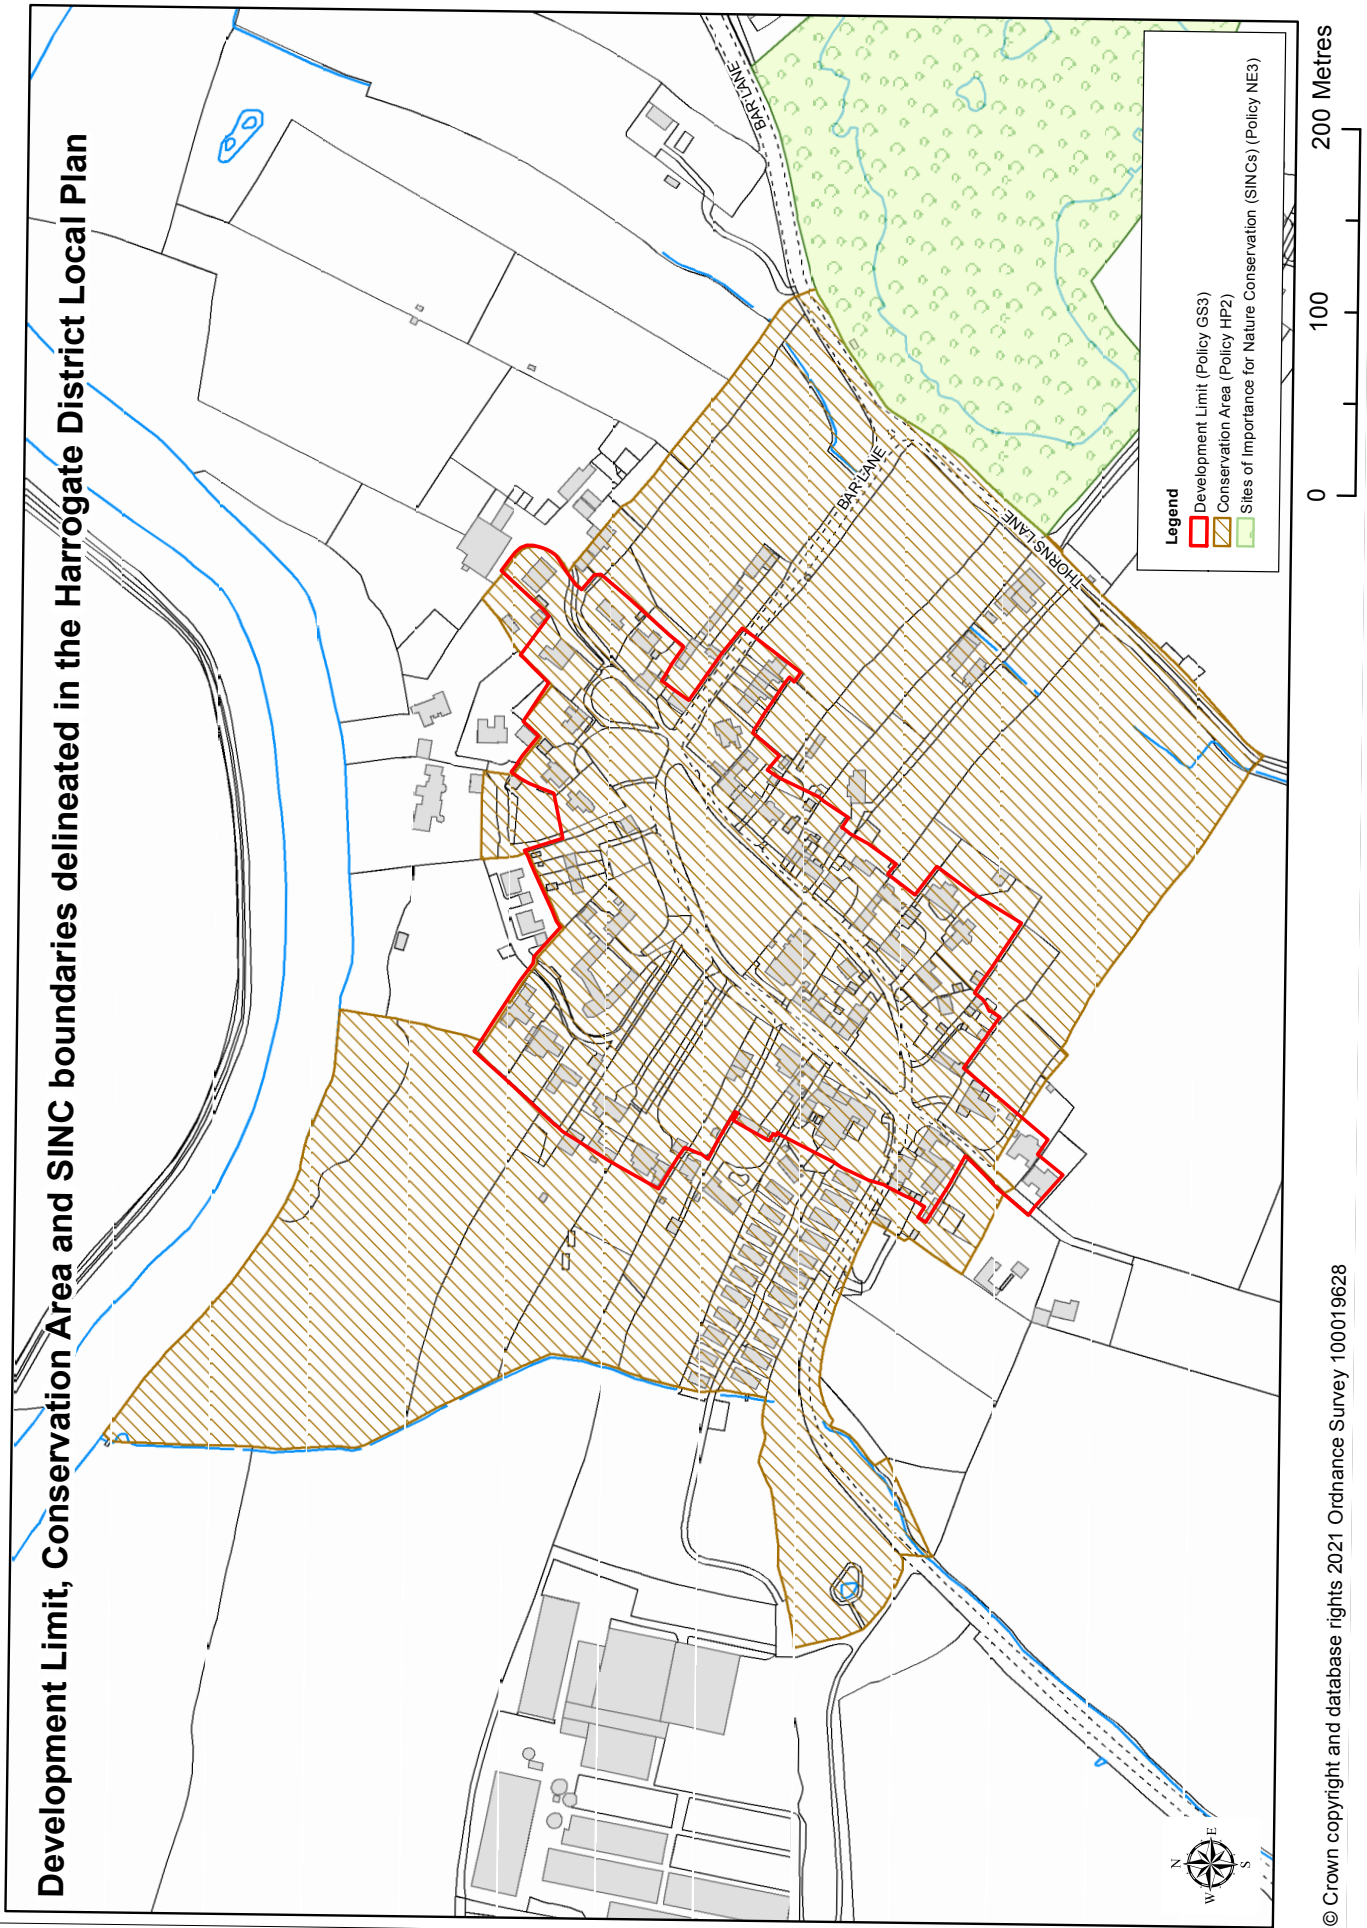 Development Limit, Conservation Area and SINC boundaries delineated in the Harrogate District Local Plan
BAR LANE
BAR LANE
THORNS LANE
Legend
Development Limit (Policy GS3)
Conservation Area (Policy HP2)
Sites of Importance for Nature Conservation (SINCs) (Policy NE3)
N
W E
S
0 100 200 Metres
© Crown copyright and database rights 2021 Ordnance Survey 100019628